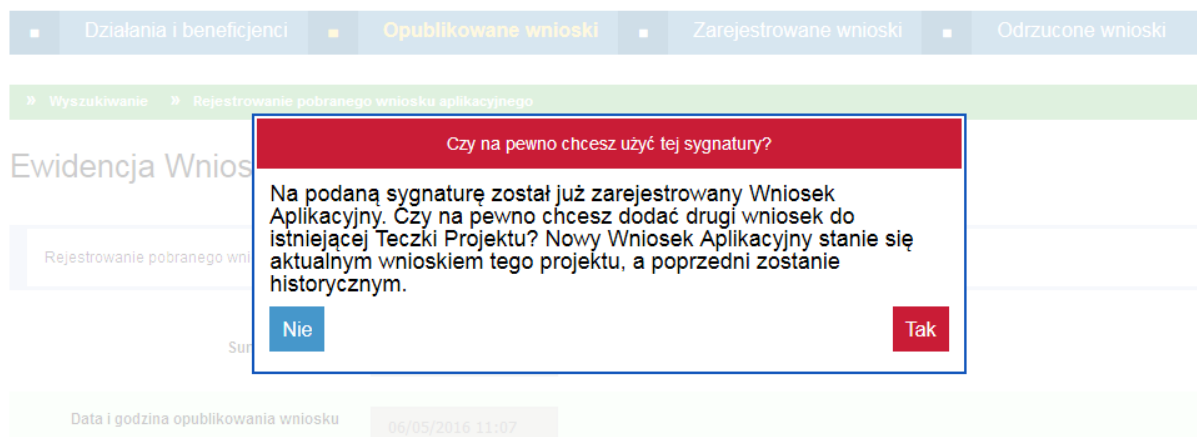 Działania i beneficjenci Opublikowane wnioski Zarejestrowane wnioski Odrzucone wnioski
» Wyszukiwanie » Rejestrowanie pobranego wniosku aplikacyjnego
Ewidencja Wnios
Czy na pewno chcesz użyć tej sygnatury?
Na podaną sygnaturę został już zarejestrowany Wniosek
Aplikacyjny. Czy na pewno chcesz dodać drugi wniosek do
istniejącej Teczki Projektu? Nowy Wniosek Aplikacyjny stanie się
aktualnym wnioskiem tego projektu, a poprzedni zostanie
historycznym.
Rejestrowanie pobranego wni
Nie Tak
Sur
Data i godzina opublikowania wniosku 06/05/2016 11:07